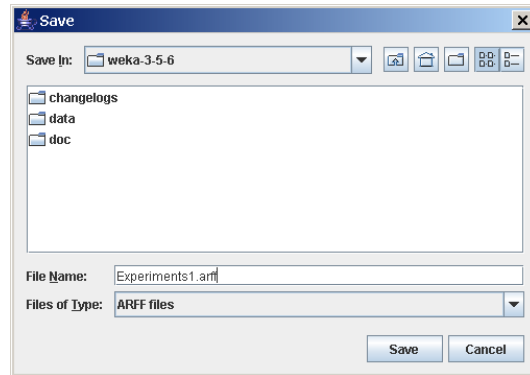 Save
Save In: weka-3-5-6
changelogs
data
doc
File Name: Experiments1.arff
Files of Type: ARFF files
Save Cancel